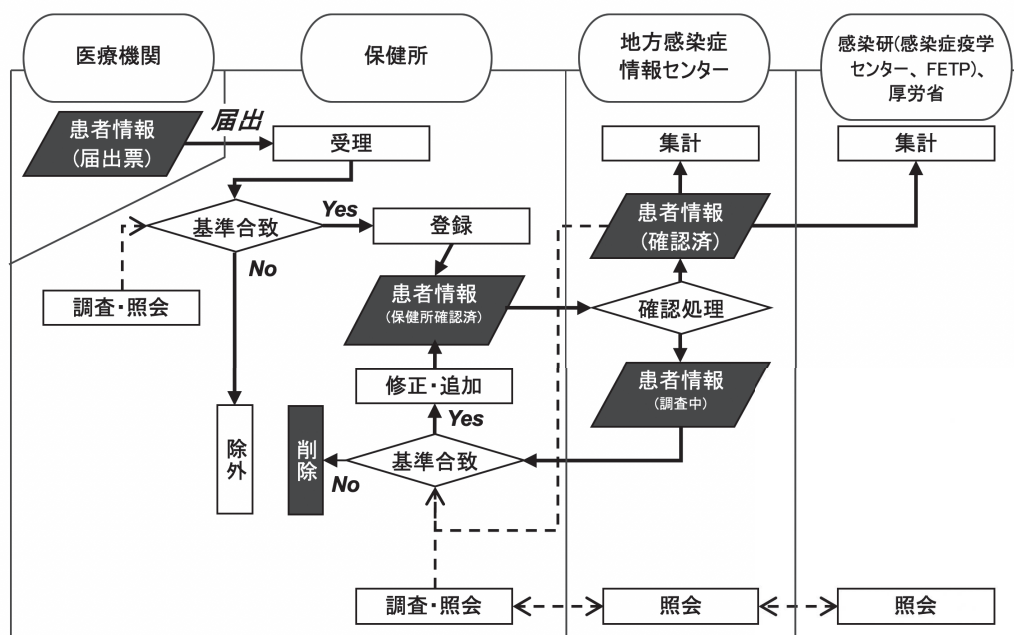 医療機関
保健所
地方感染症
情報センター
感染研(感染症疫学
センター、FETP)、
厚労省
患者情報
(届出票)
届出
受理
集計
集計
基準合致
Yes
登録
患者情報
(確認済)
No
調査・照会
患者情報
(保健所確認済)
確認処理
修正・追加
患者情報
(調査中)
Yes
除外
削除
基準合致
No
調査・照会
照会
照会